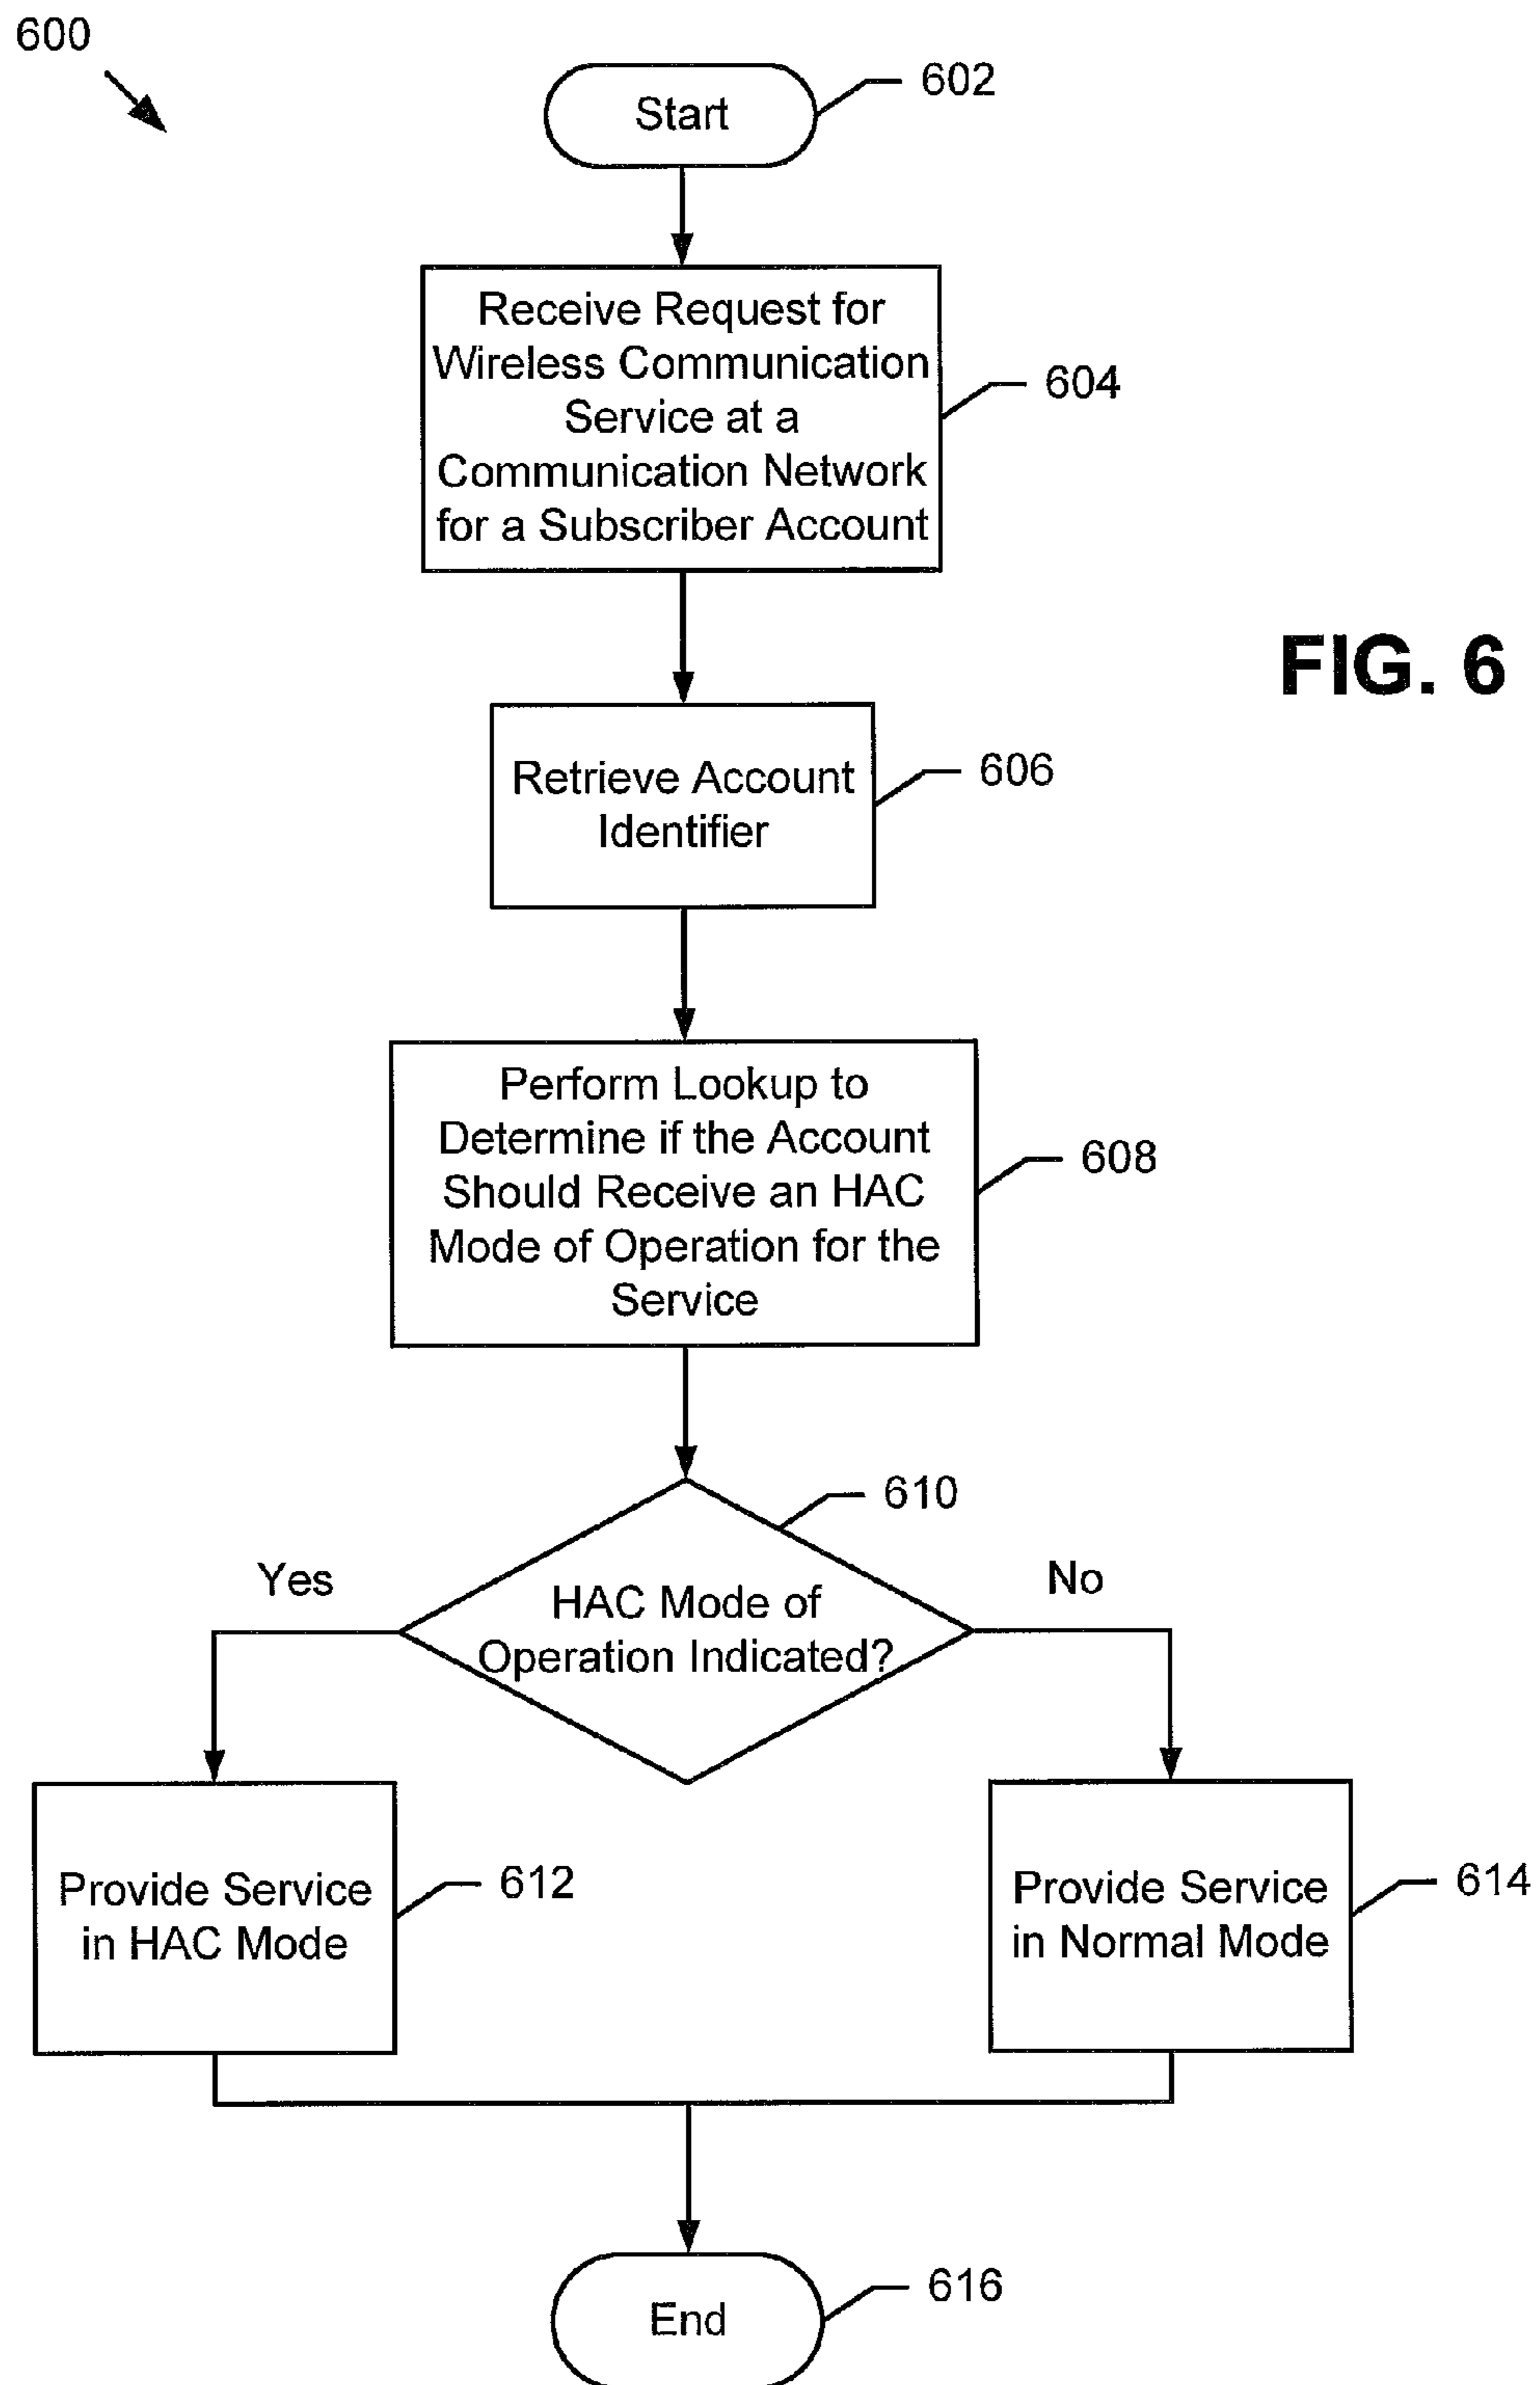 600
Start
602
Receive Request for
Wireless Communication
Service at a
Communication Network
for a Subscriber Account
604
FIG. 6
Retrieve Account
Identifier
606
Perform Lookup to
Determine if the Account
Should Receive an HAC
Mode of Operation for the
Service
608
610
Yes
No
HAC Mode of
Operation Indicated?
Provide Service
in HAC Mode
612
Provide Service
in Normal Mode
614
End
616